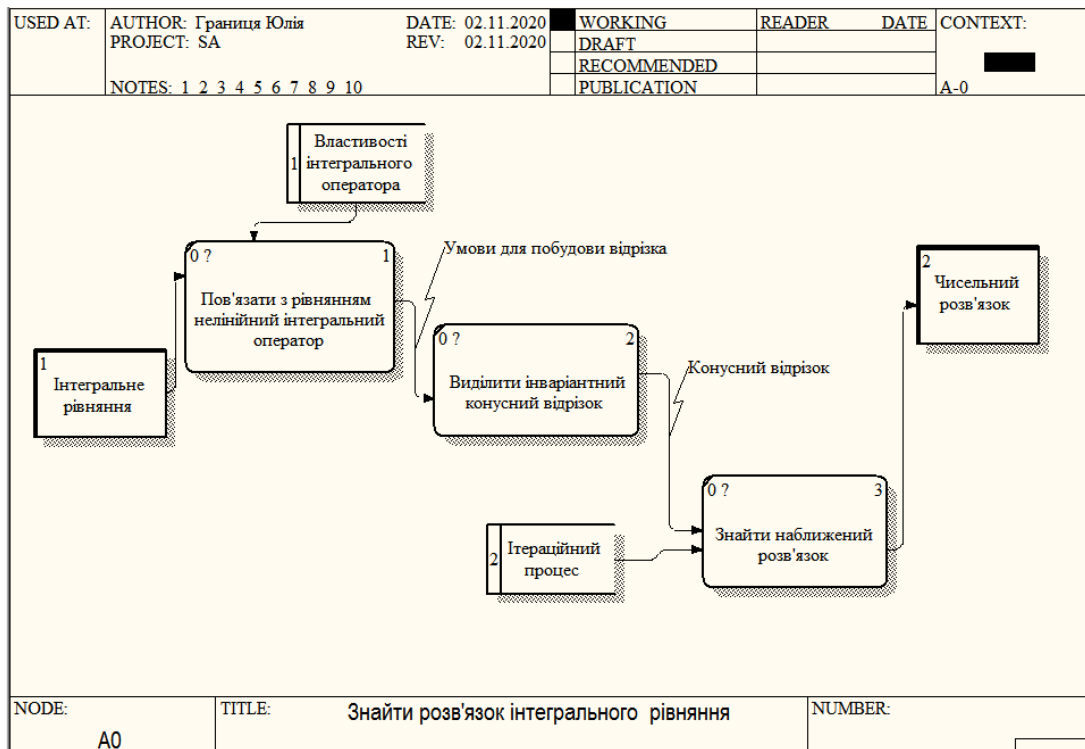 USED AT:
AUTHOR: Границя Юлія
DATE: 02.11.2020
PROJECT: SA
REV: 02.11.2020
NOTES: 1 2 3 4 5 6 7 8 9 10
WORKING
DRAFT
RECOMMENDED
PUBLICATION
READER
DATE
CONTEXT:
A-0
1
Властивості
інтегрального
оператора
0 ?
1
Пов'язати з рівнянням
нелінійний інтегральний
оператор
Умови для побудови відрізка
1
Інтегральне
рівняння
0 ?
2
Виділити інваріантний
конусний відрізок
Конусний відрізок
2
Чисельний
розв'язок
0 ?
3
Знайти наближений
розв'язок
2
Ітераційний
процес
NODE:
A0
TITLE:
Знайти розв'язок інтегрального рівняння
NUMBER: